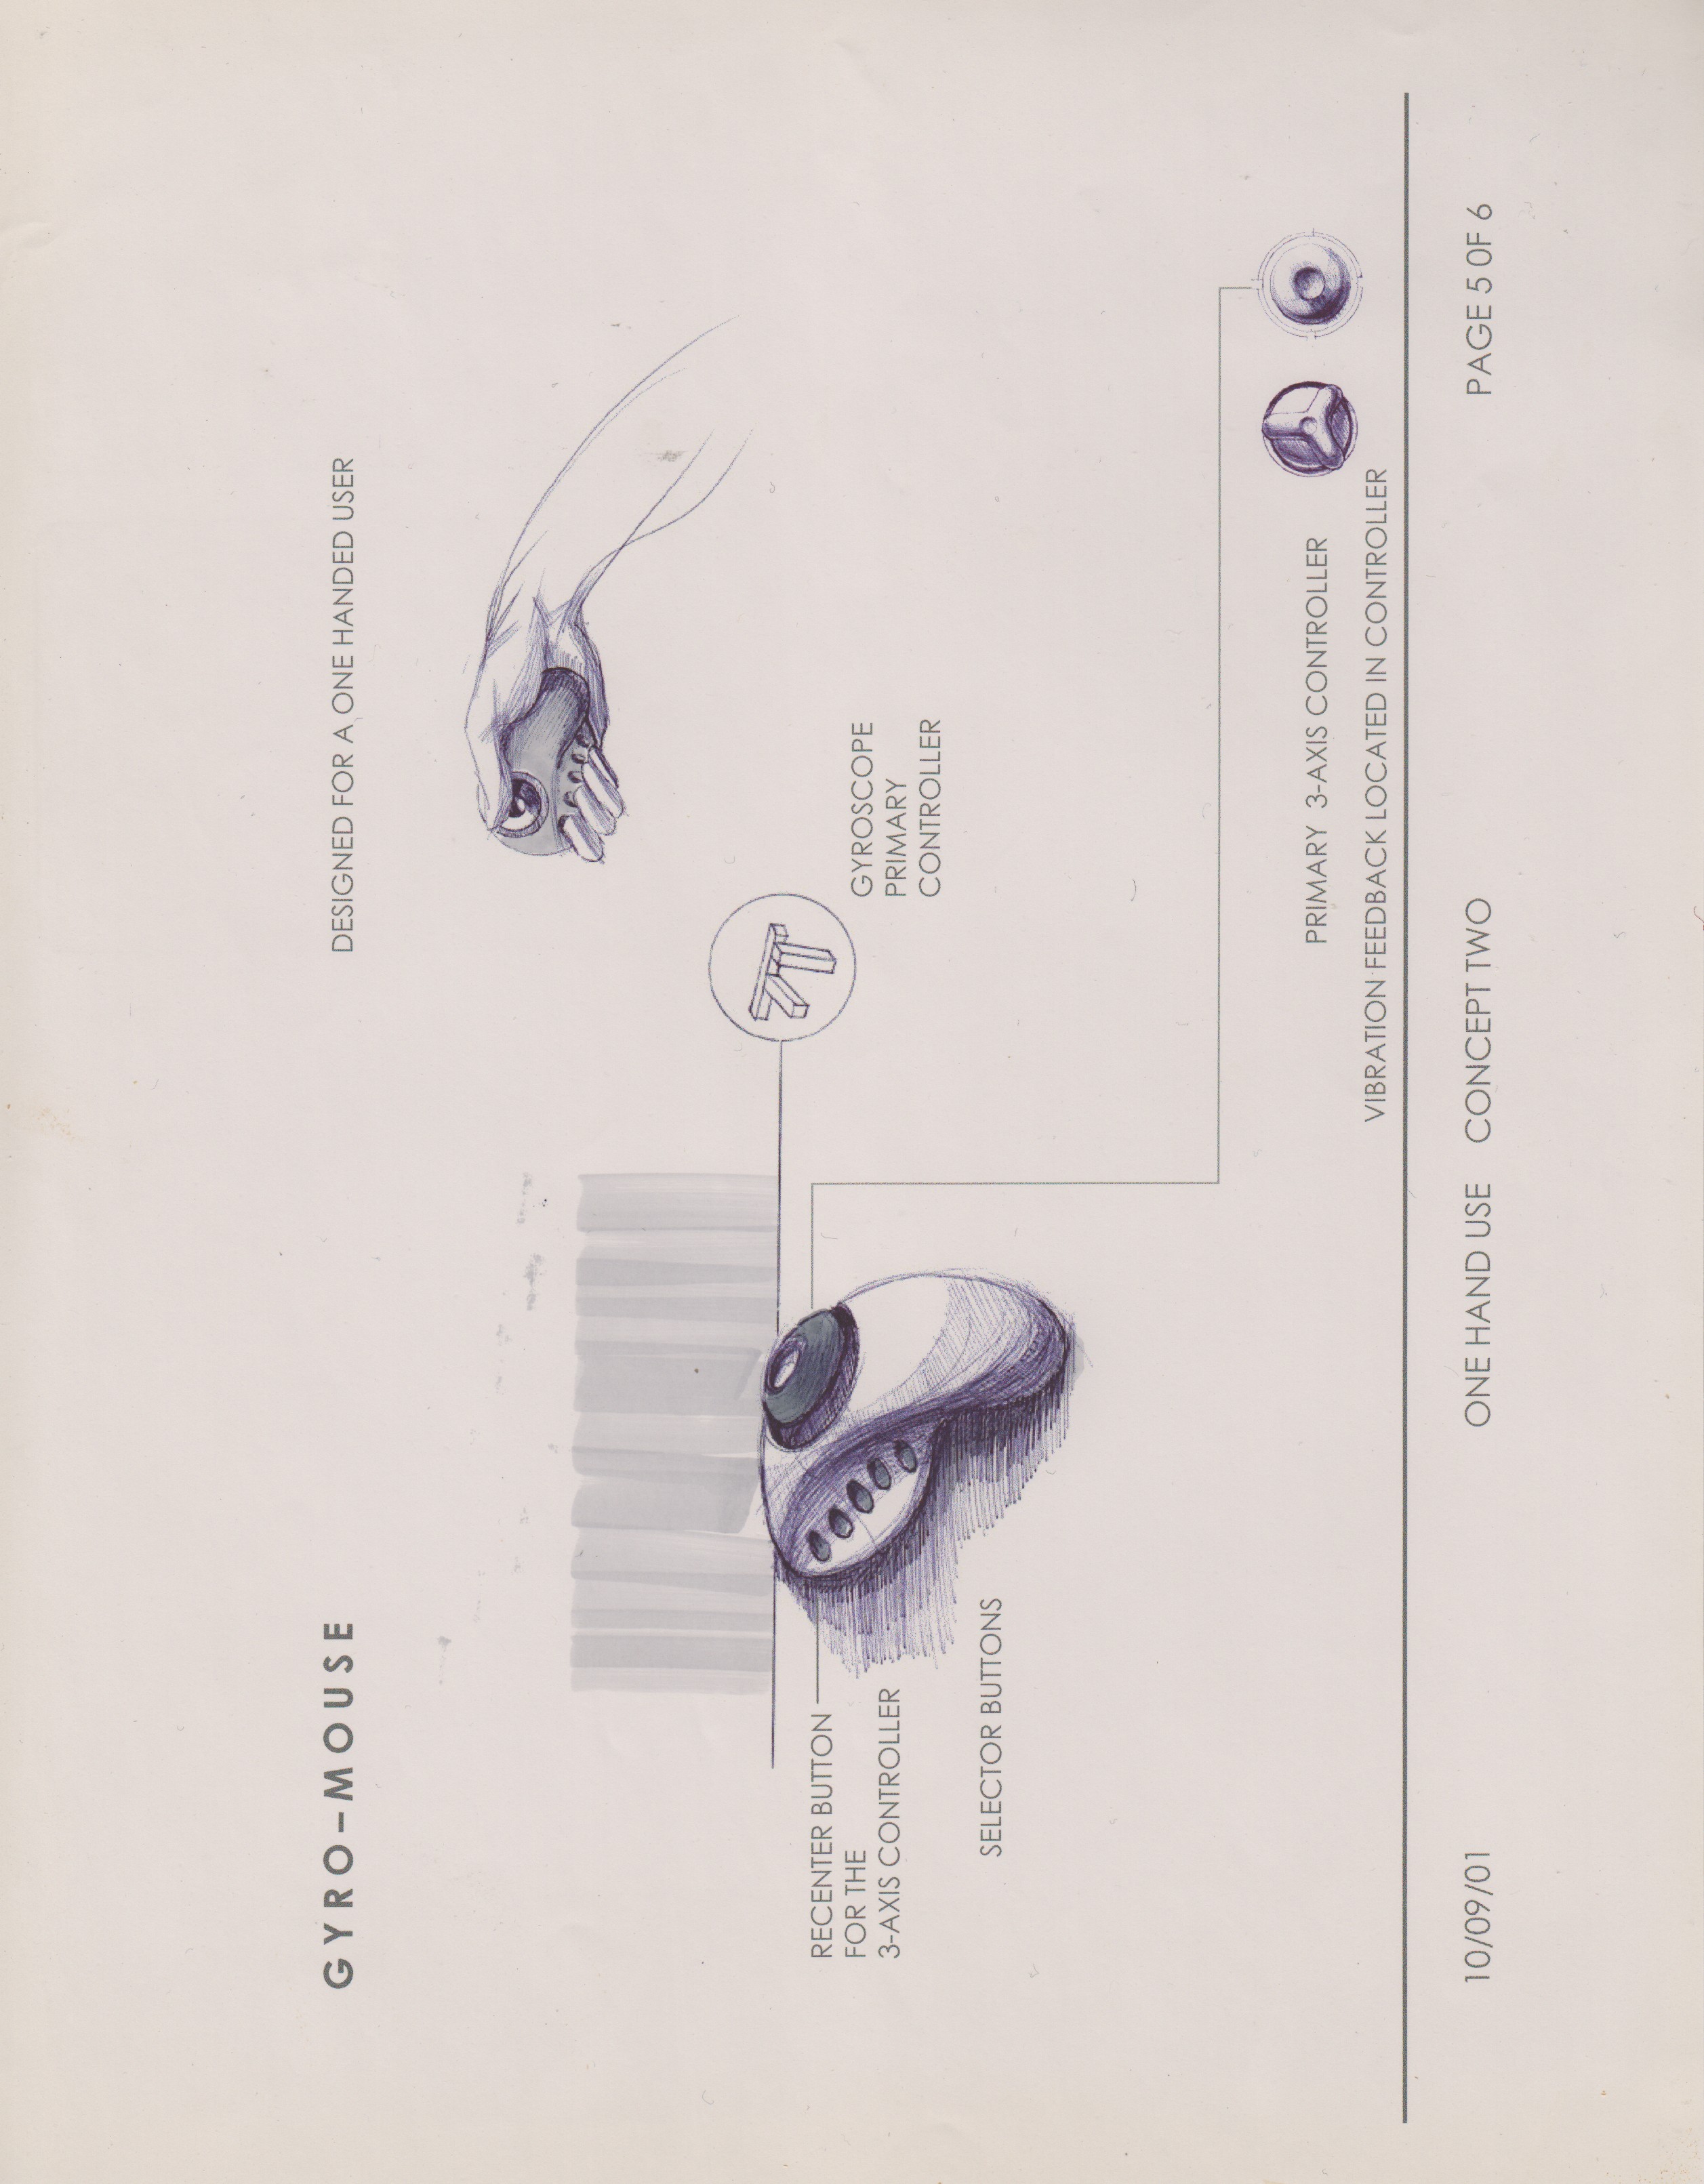 GYRO–MOUSE
DESIGNED FOR A ONE HANDED USER
RECENTER BUTTON
FOR THE
3-AXIS CONTROLLER
SELECTOR BUTTONS
GYROSCOPE
PRIMARY
CONTROLLER
PRIMARY 3-AXIS CONTROLLER
VIBRATION FEEDBACK LOCATED IN CONTROLLER
10/09/01
ONE HAND USE CONCEPT TWO
PAGE 5 OF 6